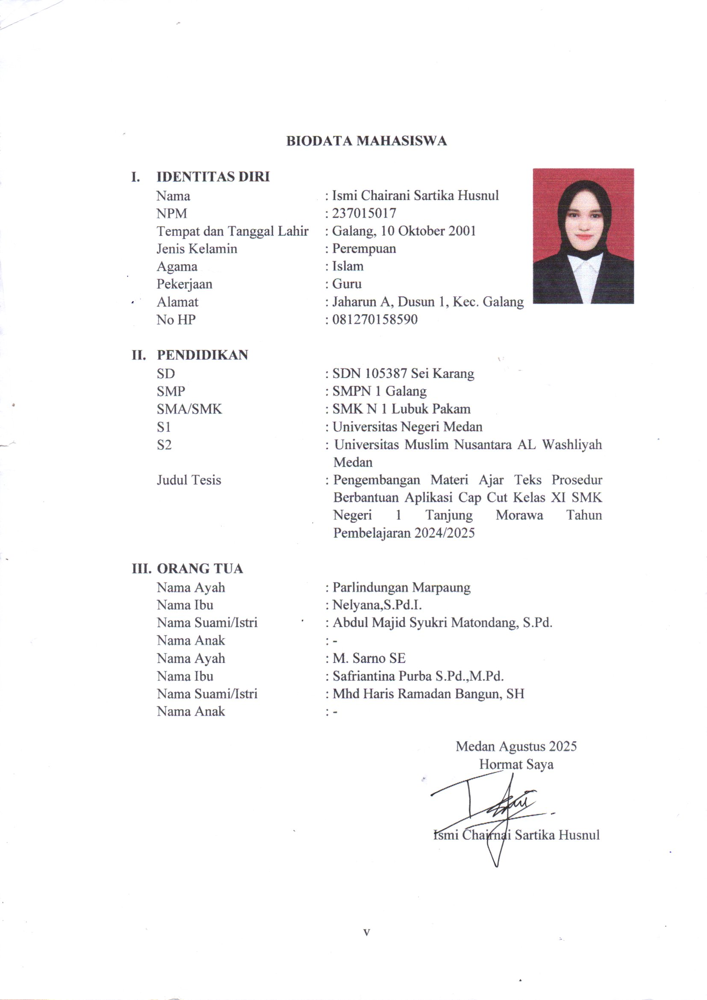 BIODATA MAHASISWA
I. IDENTITAS DIRI
Nama : Ismi Chairani Sartika Husnul
NPM : 237015017
Tempat dan Tanggal Lahir : Galang, 10 Oktober 2001
Jenis Kelamin : Perempuan
Agama : Islam
Pekerjaan : Guru
Alamat : Jaharun A, Dusun 1, Kec. Galang
No HP : 081270158590
II. PENDIDIKAN
SD : SDN 105387 Sei Karang
SMP : SMPN 1 Galang
SMA/SMK : SMK N 1 Lubuk Pakam
S1 : Universitas Negeri Medan
S2 : Universitas Muslim Nusantara AL Washliyah
Medan
Judul Tesis : Pengembangan Materi Ajar Teks Prosedur
Berbantuan Aplikasi Cap Cut Kelas XI SMK
Negeri 1 Tanjung Morawa Tahun
Pembelajaran 2024/2025
III. ORANG TUA
Nama Ayah : Parlindungan Marpaung
Nama Ibu : Nelyana,S.Pd.I.
Nama Suami/Istri : Abdul Majid Syukri Matondang, S.Pd.
Nama Anak : -
Nama Ayah : M. Sarno SE
Nama Ibu : Safriantina Purba S.Pd.,M.Pd.
Nama Suami/Istri : Mhd Haris Ramadan Bangun, SH
Nama Anak : -
Medan Agustus 2025
Hormat Saya
Ismi Chairnai Sartika Husnul
v